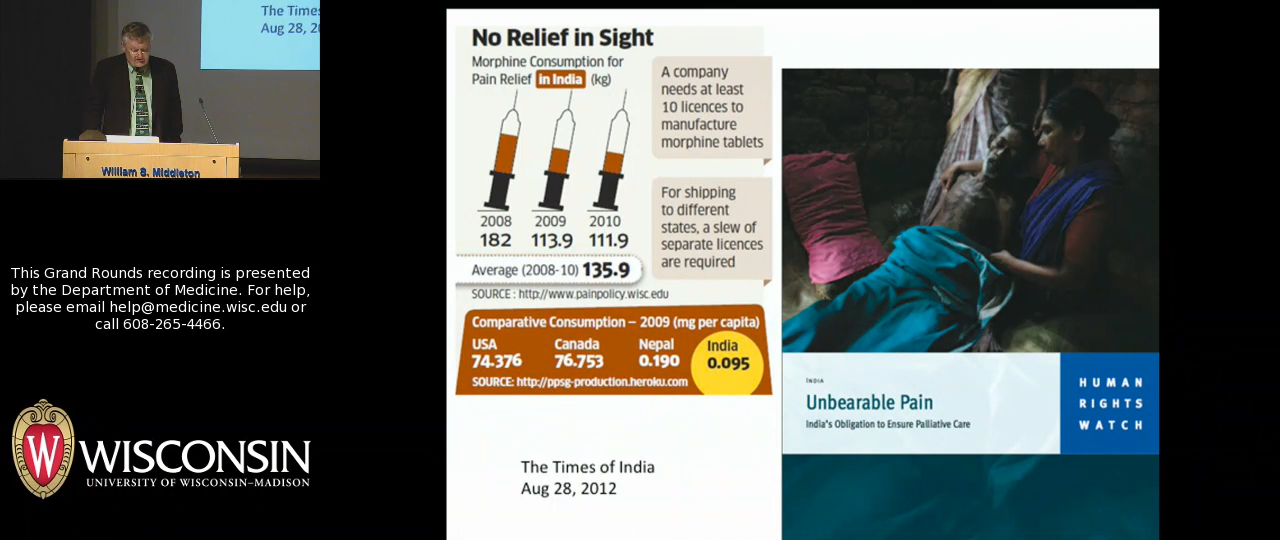 The Times
Aug 28, 2
William S. Middleton
This Grand Rounds recording is presented
by the Department of Medicine. For help,
please email help@medicine.wisc.edu or
call 608-265-4466.
W
WISCONSIN
UNIVERSITY OF WISCONSIN–MADISON
No Relief in Sight
Morphine Consumption for
Pain Relief in India (kg)
2008 2009 2010
182 113.9 111.9
Average (2008-10) 135.9
SOURCE : http://www.painpolicy.wisc.edu
A company
needs at least
10 licences to
manufacture
morphine tablets
For shipping
to different
states, a slew of
separate licences
are required
Comparative Consumption – 2009 (mg per capita)
USA Canada Nepal India
74.376 76.753 0.190 0.095
SOURCE: http://ppsg-production.heroku.com
The Times of India
Aug 28, 2012
INDIA
Unbearable Pain
India's Obligation to Ensure Palliative Care
HUMAN
RIGHTS
WATCH